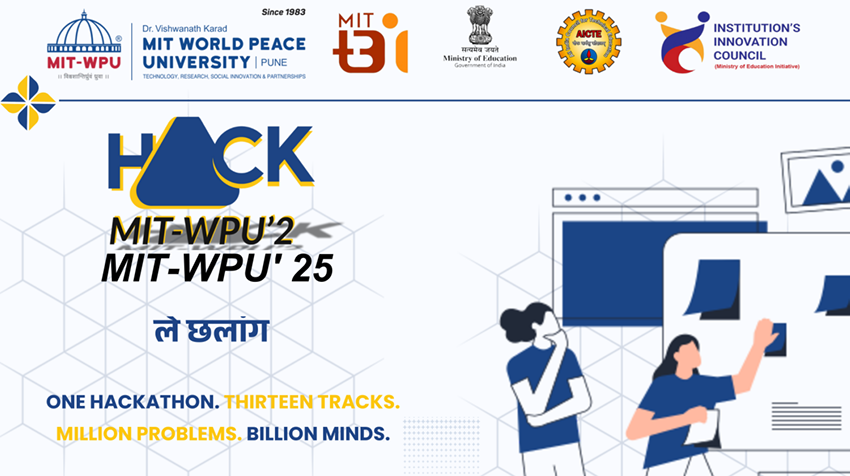 Since 1983
Dr. Vishwanath Karad
MIT WORLD PEACE
UNIVERSITY | PUNE
TECHNOLOGY, RESEARCH, SOCIAL INNOVATION & PARTNERSHIPS
MIT-WPU
॥ विश्वशान्तिर्ध्रुवं ध्रुवा ॥
MIT
tbi
सत्यमेव जयते
Ministry of Education
Government of India
AICTE
INSTITUTION'S
INNOVATION
COUNCIL
(Ministry of Education Initiative)
HACK
MIT-WPU'2
MIT-WPU' 25
ले छलांग
ONE HACKATHON. THIRTEEN TRACKS.
MILLION PROBLEMS. BILLION MINDS.